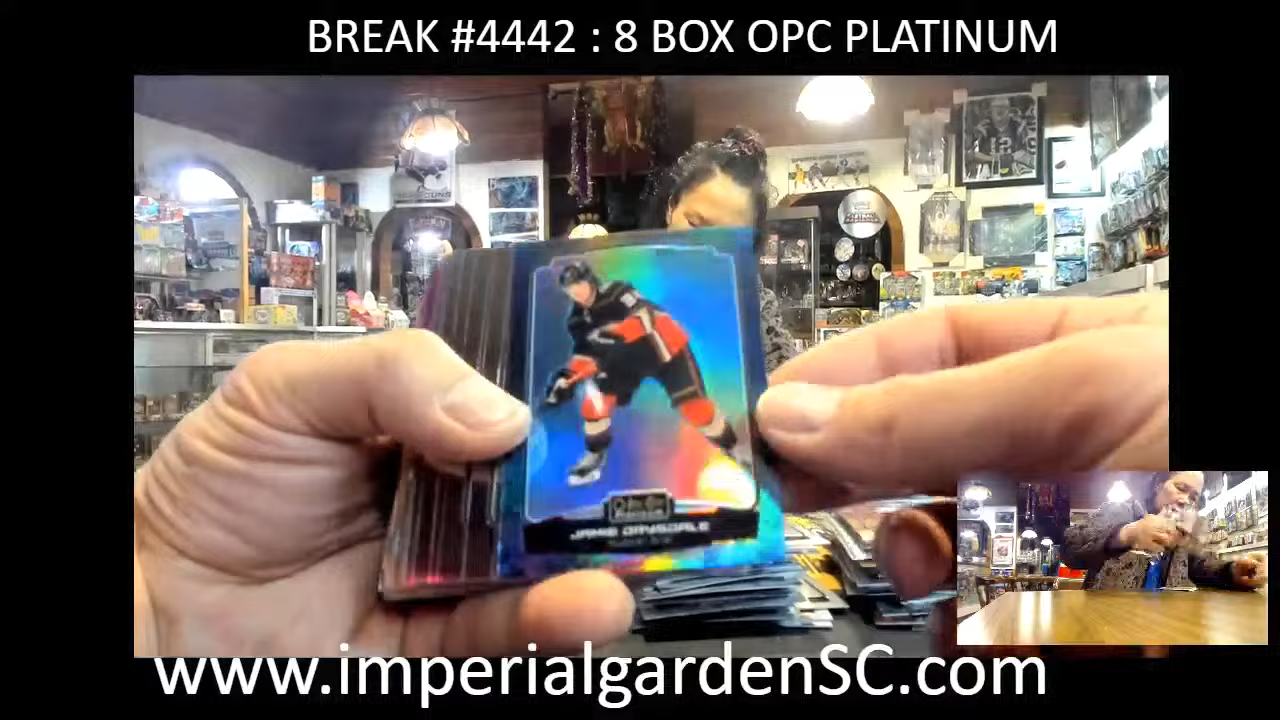 BREAK #4442 : 8 BOX OPC PLATINUM
JAMIE DRYSDALE
www.imperialgardenSC.com